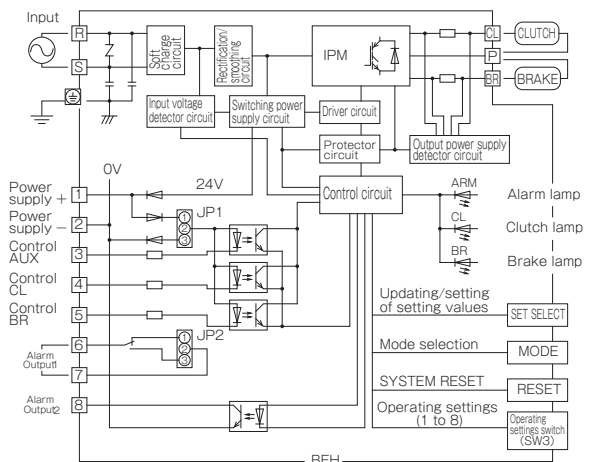 Input
R
S
Soft
charge
circuit
Rectification/
smoothing
circuit
IPM
CL
P
BR
CLUTCH
BRAKE
Input voltage
detector circuit
Switching power
supply circuit
Driver circuit
Protector
circuit
Output power supply
detector circuit
Control circuit
0V
24V
Power
supply +
1
Power
supply −
2
Control
AUX
3
Control
CL
4
Control
BR
5
6
Alarm
Output1
7
Alarm
Output2
8
JP1
1
2
3
JP2
1
2
3
ARM
Alarm lamp
CL
Clutch lamp
BR
Brake lamp
Updating/setting
of setting values
SET SELECT
Mode selection
MODE
SYSTEM RESET
RESET
Operating settings
(1 to 8)
Operating
settings switch
(SW3)
BEH